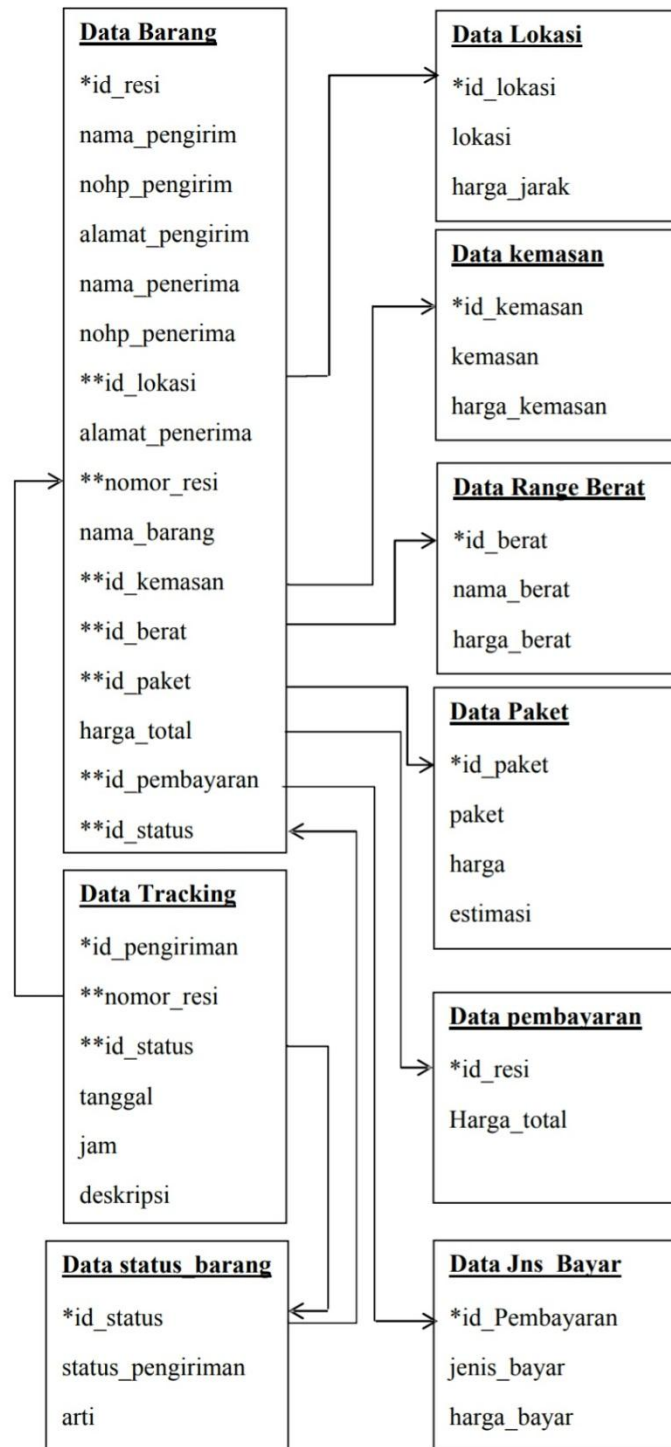 Data Barang
*id_resi
nama_pengirim
nohp_pengirim
alamat_pengirim
nama_penerima
nohp_penerima
**id_lokasi
alamat_penerima
**nomor_resi
nama_barang
**id_kemasan
**id_berat
**id_paket
harga_total
**id_pembayaran
**id_status
Data Tracking
*id_pengiriman
**nomor_resi
**id_status
tanggal
jam
deskripsi
Data status_barang
*id_status
status_pengiriman
arti
Data Lokasi
*id_lokasi
lokasi
harga_jarak
Data kemasan
*id_kemasan
kemasan
harga_kemasan
Data Range Berat
*id_berat
nama_berat
harga_berat
Data Paket
*id_paket
paket
harga
estimasi
Data pembayaran
*id_resi
Harga_total
Data Jns_Bayar
*id_Pembayaran
jenis_bayar
harga_bayar